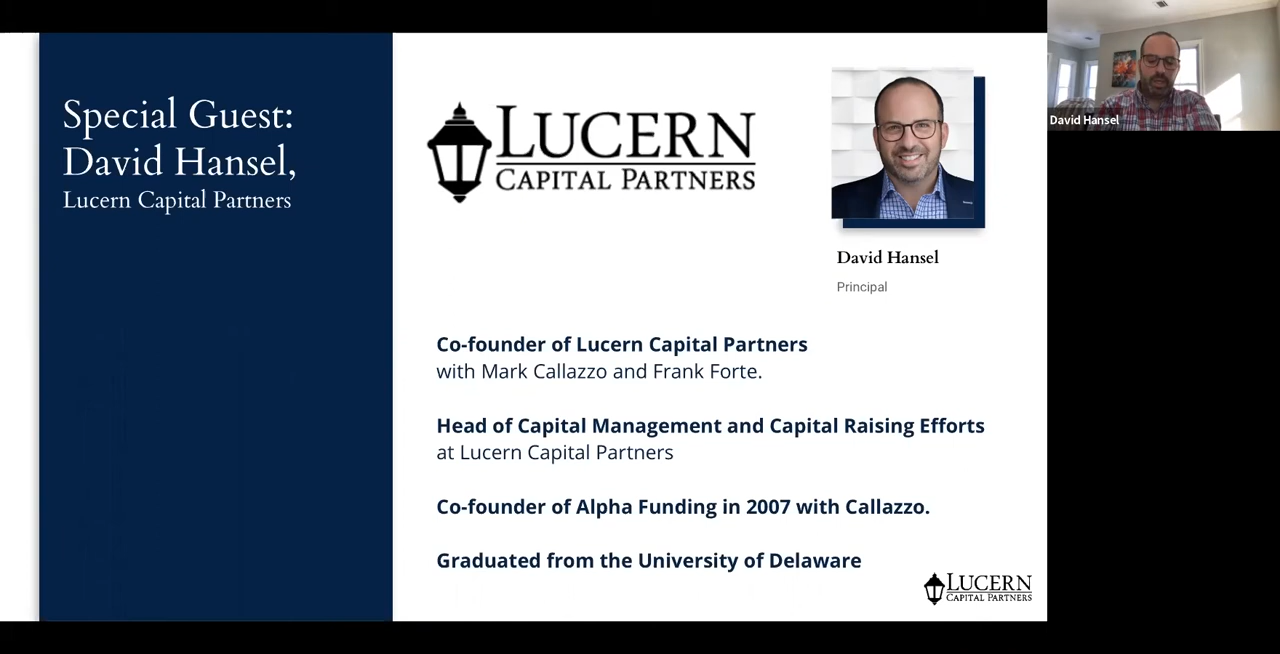 Special Guest:
David Hansel,
Lucern Capital Partners
LUCERN
CAPITAL PARTNERS
David Hansel
Principal
Co-founder of Lucern Capital Partners
with Mark Callazzo and Frank Forte.
Head of Capital Management and Capital Raising Efforts
at Lucern Capital Partners
Co-founder of Alpha Funding in 2007 with Callazzo.
Graduated from the University of Delaware
LUCERN
CAPITAL PARTNERS
David Hansel